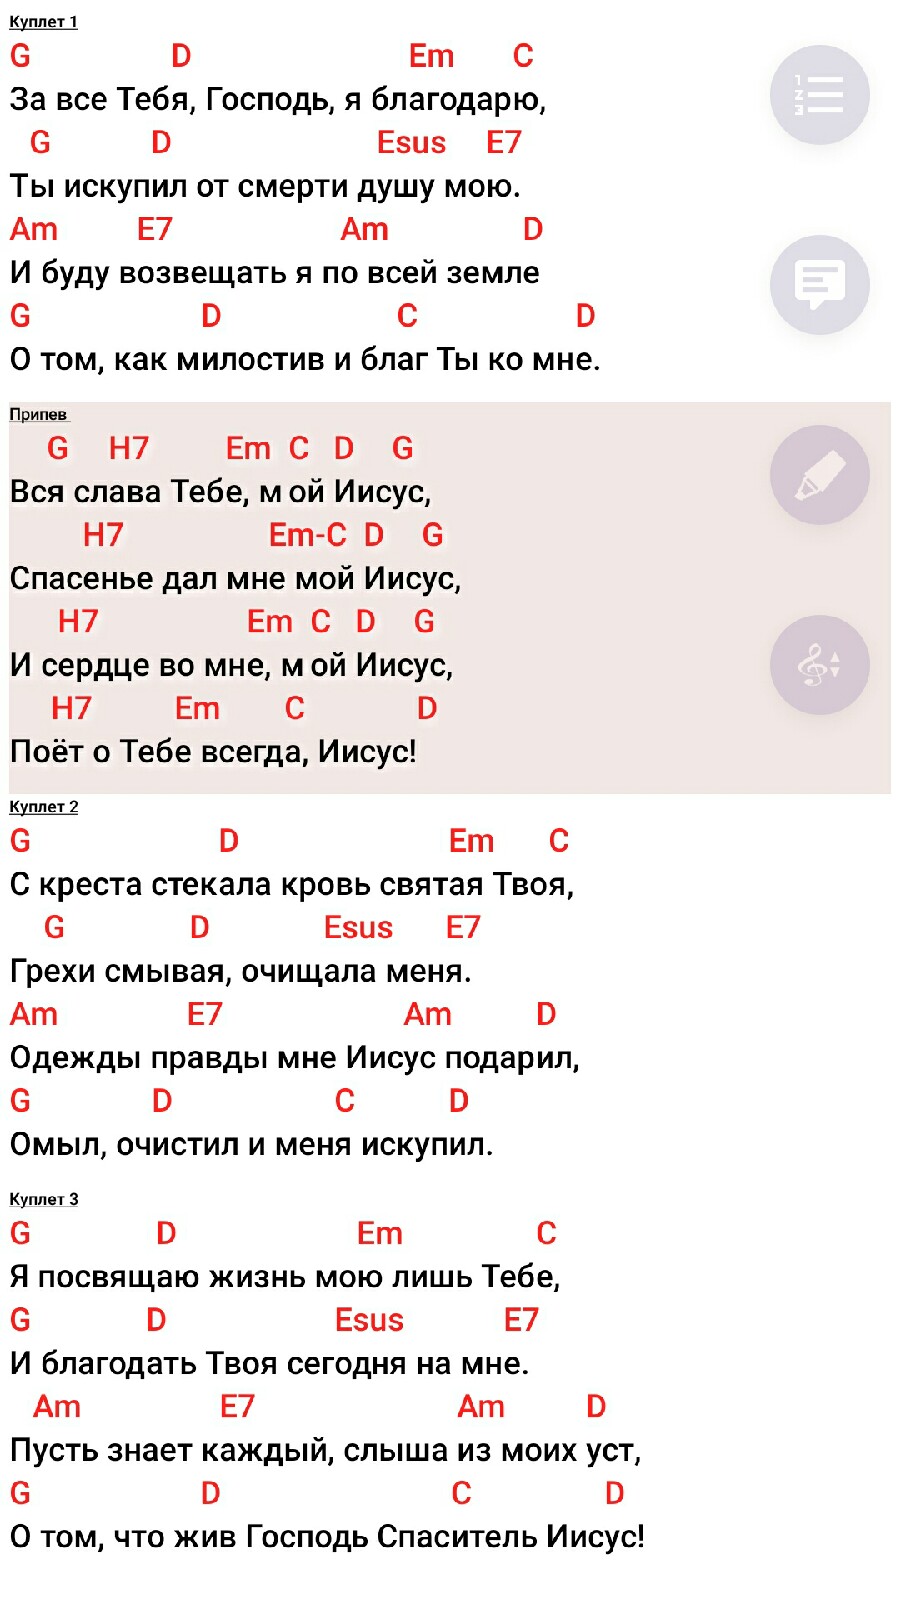 Куплет 1
G D Em C
За все Тебя, Господь, я благодарю,
G D Esus E7
Ты искупил от смерти душу мою.
Am E7 Am D
И буду возвещать я по всей земле
G D C D
О том, как милостив и благ Ты ко мне.
Припев
G H7 Em C D G
Вся слава Тебе, м ой Иисус,
H7 Em-C D G
Спасенье дал мне мой Иисус,
H7 Em C D G
И сердце во мне, м ой Иисус,
H7 Em C D
Поёт о Тебе всегда, Иисус!
Куплет 2
G D Em C
С креста стекала кровь святая Твоя,
G D Esus E7
Грехи смывая, очищала меня.
Am E7 Am D
Одежды правды мне Иисус подарил,
G D C D
Омыл, очистил и меня искупил.
Куплет 3
G D Em C
Я посвящаю жизнь мою лишь Тебе,
G D Esus E7
И благодать Твоя сегодня на мне.
Am E7 Am D
Пусть знает каждый, слыша из моих уст,
G D C D
О том, что жив Господь Спаситель Иисус!